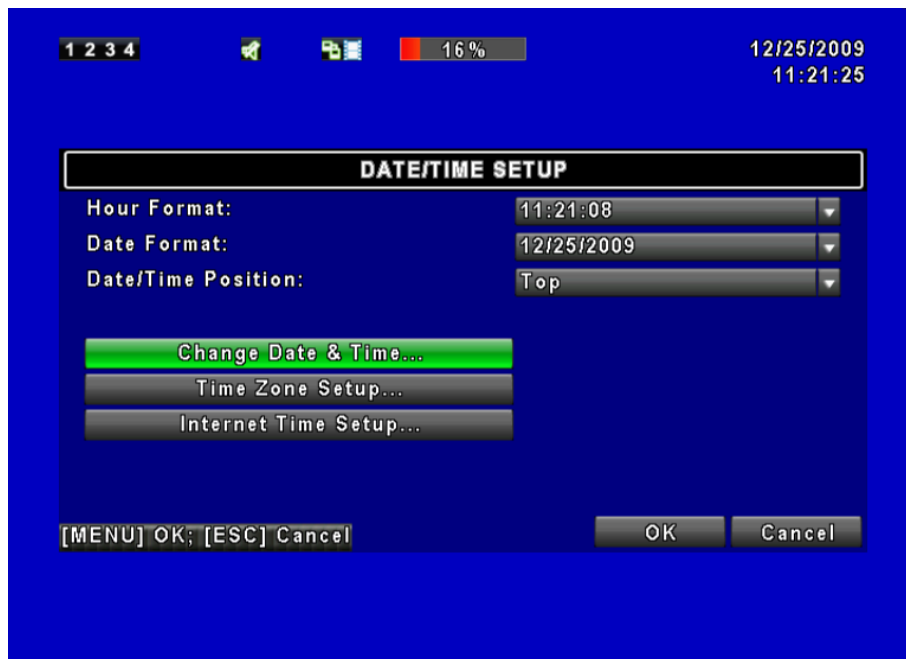 1 2 3 4 16% 12/25/2009
11:21:25
DATE/TIME SETUP
Hour Format: 11:21:08
Date Format: 12/25/2009
Date/Time Position: Top
Change Date & Time...
Time Zone Setup...
Internet Time Setup...
[MENU] OK; [ESC] Cancel OK Cancel